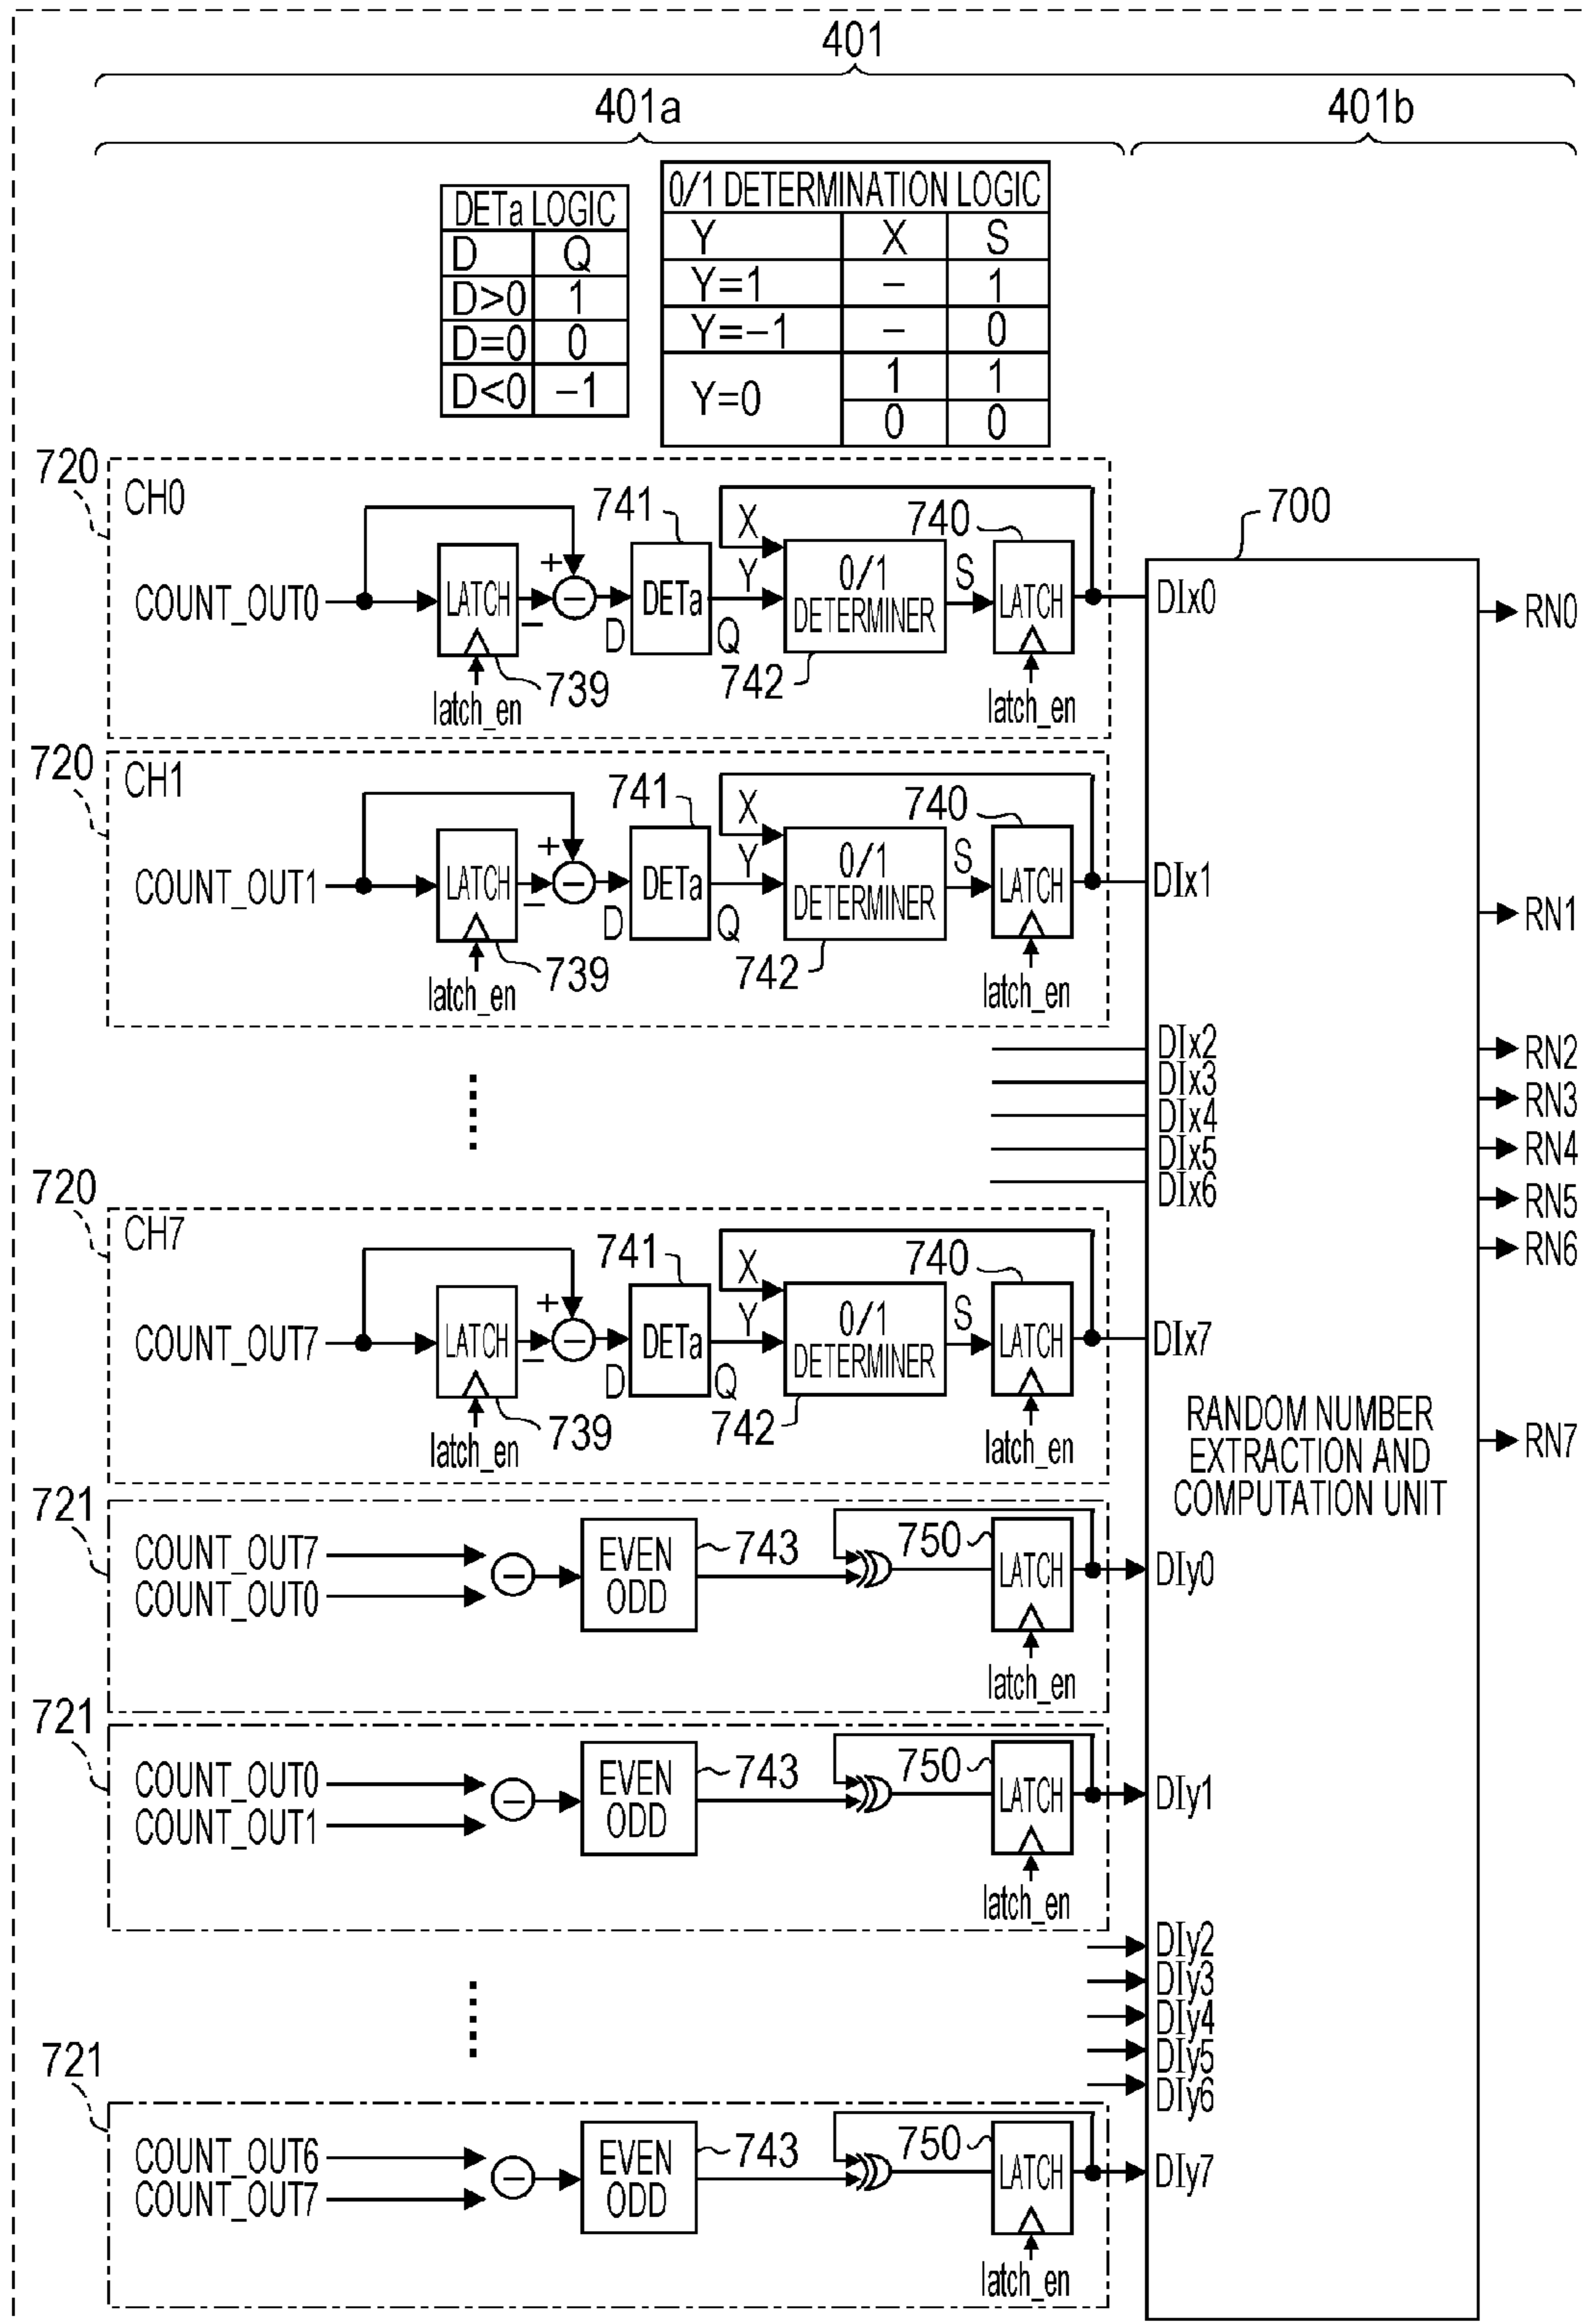 401
401a
401b
DETa LOGIC
D Q
D>0 1
D=0 0
D<0 −1
0/1 DETERMINATION LOGIC
Y X S
Y=1 − 1
Y=−1 − 0
Y=0 1 1
0 0
720
CH0
COUNT_OUT0
LATCH
latch_en
739
+
−
−
D
741
DETa
Q
X
Y
0/1
DETERMINER
742
S
740
LATCH
latch_en
700
DIx0
RN0
720
CH1
COUNT_OUT1
LATCH
latch_en
739
+
−
−
D
741
DETa
Q
X
Y
0/1
DETERMINER
742
S
740
LATCH
latch_en
DIx1
RN1
DIx2
DIx3
DIx4
DIx5
DIx6
RN2
RN3
RN4
RN5
RN6
720
CH7
COUNT_OUT7
LATCH
latch_en
739
+
−
−
D
741
DETa
Q
X
Y
0/1
DETERMINER
742
S
740
LATCH
latch_en
DIx7
RANDOM NUMBER
EXTRACTION AND
COMPUTATION UNIT
RN7
721
COUNT_OUT7
COUNT_OUT0
−
EVEN
ODD
743
750
LATCH
latch_en
DIy0
721
COUNT_OUT0
COUNT_OUT1
−
EVEN
ODD
743
750
LATCH
latch_en
DIy1
DIy2
DIy3
DIy4
DIy5
DIy6
721
COUNT_OUT6
COUNT_OUT7
−
EVEN
ODD
743
750
LATCH
latch_en
DIy7